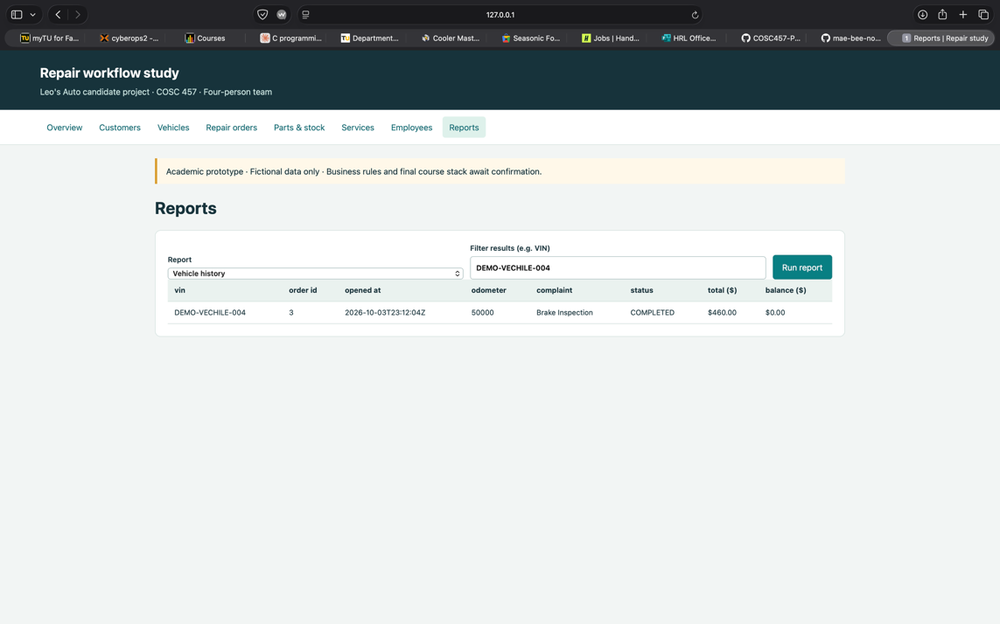 127.0.0.1
TU myTU for Fa...
cyberops2 -...
Courses
C programmi...
Department...
Cooler Mast...
Seasonic Fo...
H Jobs | Hand...
HRL Office...
COSC457-P...
mae-bee-no...
1 Reports | Repair study
Repair workflow study
Leo's Auto candidate project · COSC 457 · Four-person team
Overview Customers Vehicles Repair orders Parts & stock Services Employees Reports
Academic prototype · Fictional data only · Business rules and final course stack await confirmation.
Reports
Report
Vehicle history
Filter results (e.g. VIN)
DEMO-VECHILE-004
Run report
vin order id opened at odometer complaint status total ($) balance ($)
DEMO-VECHILE-004 3 2026-10-03T23:12:04Z 50000 Brake Inspection COMPLETED $460.00 $0.00